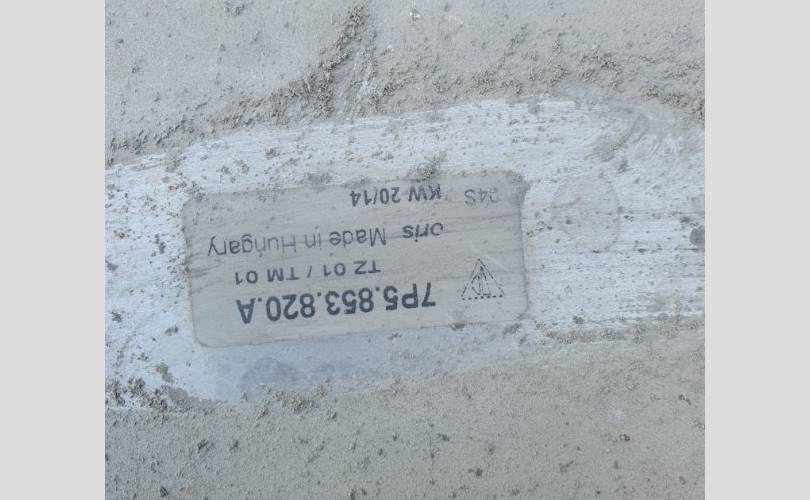 7P5.853.820.A
TZ 01 / TM 01
oris Made in Hungary
KW 20/14